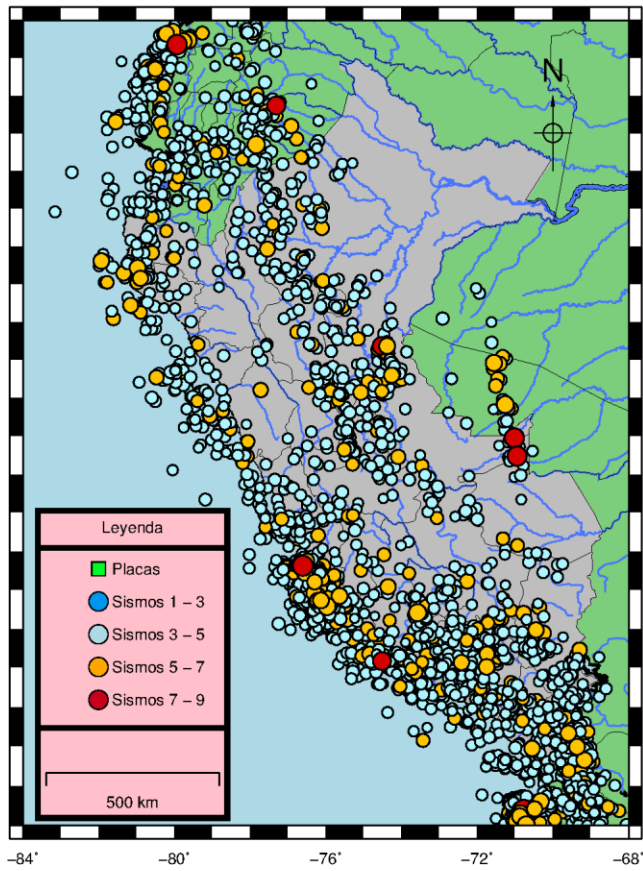 N
Leyenda
Placas
Sismos 1 – 3
Sismos 3 – 5
Sismos 5 – 7
Sismos 7 – 9
500 km
−84˚ −80˚ −76˚ −72˚ −68˚